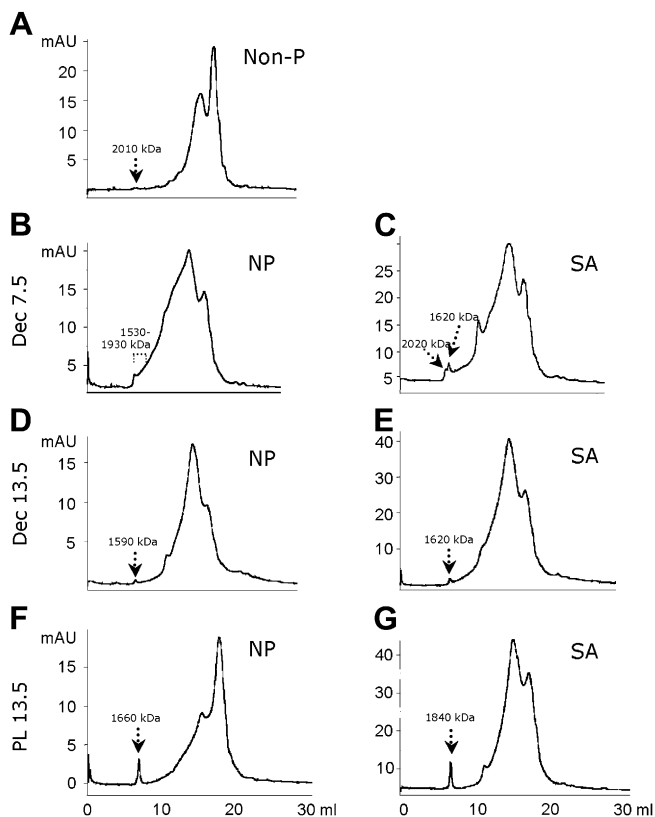 A
mAU
Non-P
20
15
10
5
2010 kDa
B
mAU
NP
Dec 7.5
15
10
5
1530-
1930 kDa
C
SA
25
20
15
10
5
1620 kDa
2020 kDa
D
mAU
NP
Dec 13.5
15
10
5
1590 kDa
E
SA
40
30
20
10
1620 kDa
F
mAU
NP
PL 13.5
15
10
5
0
1660 kDa
0 10 20 30 ml
G
SA
40
30
20
10
1840 kDa
0 10 20 30 ml